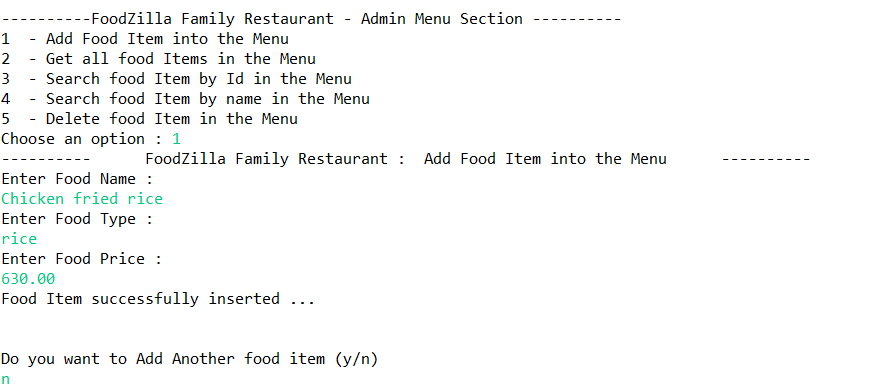 ----------FoodZilla Family Restaurant - Admin Menu Section ----------
1  - Add Food Item into the Menu
2  - Get all food Items in the Menu
3  - Search food Item by Id in the Menu
4  - Search food Item by name in the Menu
5  - Delete food Item in the Menu
Choose an option : 1
----------      FoodZilla Family Restaurant :  Add Food Item into the Menu      ----------
Enter Food Name :
Chicken fried rice
Enter Food Type :
rice
Enter Food Price :
630.00
Food Item successfully inserted ...
Do you want to Add Another food item (y/n)
n